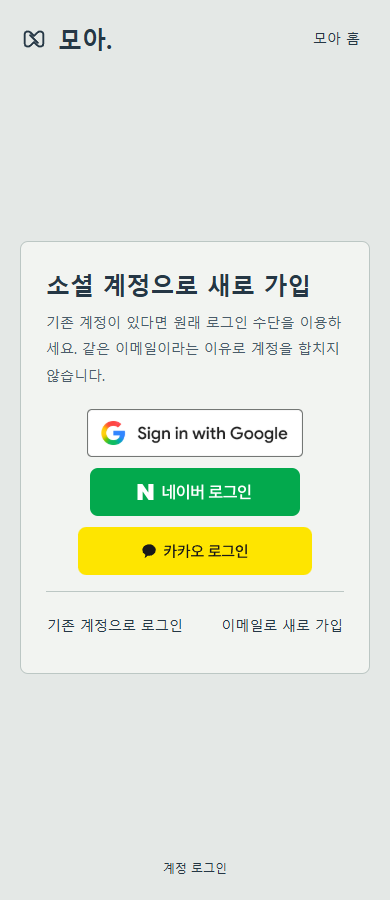 모아.
모아 홈
소셜 계정으로 새로 가입
기존 계정이 있다면 원래 로그인 수단을 이용하
세요. 같은 이메일이라는 이유로 계정을 합치지
않습니다.
Sign in with Google
네이버 로그인
카카오 로그인
기존 계정으로 로그인
이메일로 새로 가입
계정 로그인